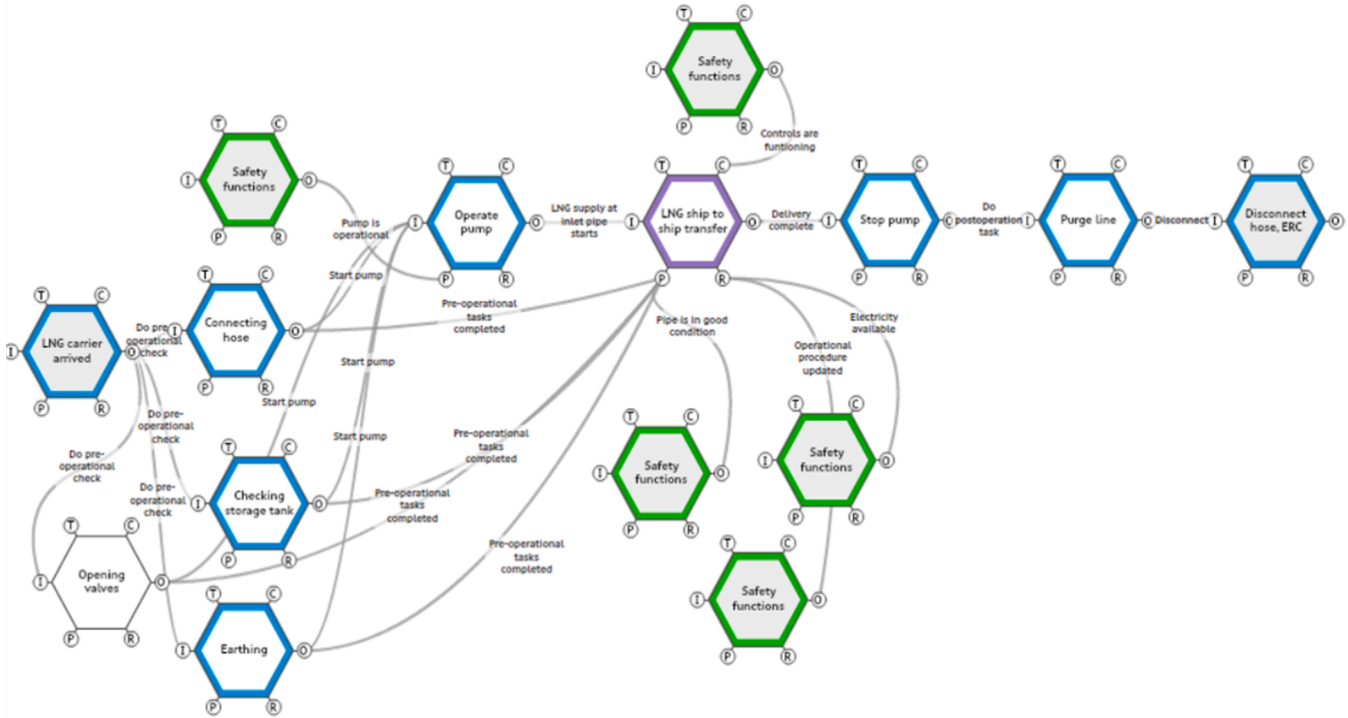 T
C
I
Safety
functions
O
P
R
Controls are
funtioning
T
C
I
Safety
functions
O
P
R
Pump is
operational
T
C
I
Operate
pump
O
P
R
LNG supply at
inlet pipe
starts
T
C
I
LNG ship to
ship transfer
O
P
R
Delivery
complete
T
C
I
Stop pump
O
P
R
Do
postoperation
task
T
C
I
Purge line
O
P
R
Disconnect
T
C
I
Disconnect
hose, ERC
O
P
R
T
C
I
LNG carrier
arrived
O
P
R
Do pre-
operational
check
T
C
I
Connecting
hose
O
P
R
Start pump
Pre-operational
tasks
completed
Start pump
Start pump
Start pump
Do pre-
operational
check
Do pre-
operational
check
Do pre-
operational
check
T
C
I
Checking
storage tank
O
P
R
Pre-operational
tasks
completed
Pre-operational
tasks
completed
Pre-operational
tasks
completed
T
C
I
Opening
valves
O
P
R
T
C
I
Earthing
O
P
R
Pipe is in good
condition
Electricity
available
Operational
procedure
updated
T
C
I
Safety
functions
O
P
R
T
C
I
Safety
functions
O
P
R
T
C
I
Safety
functions
O
P
R